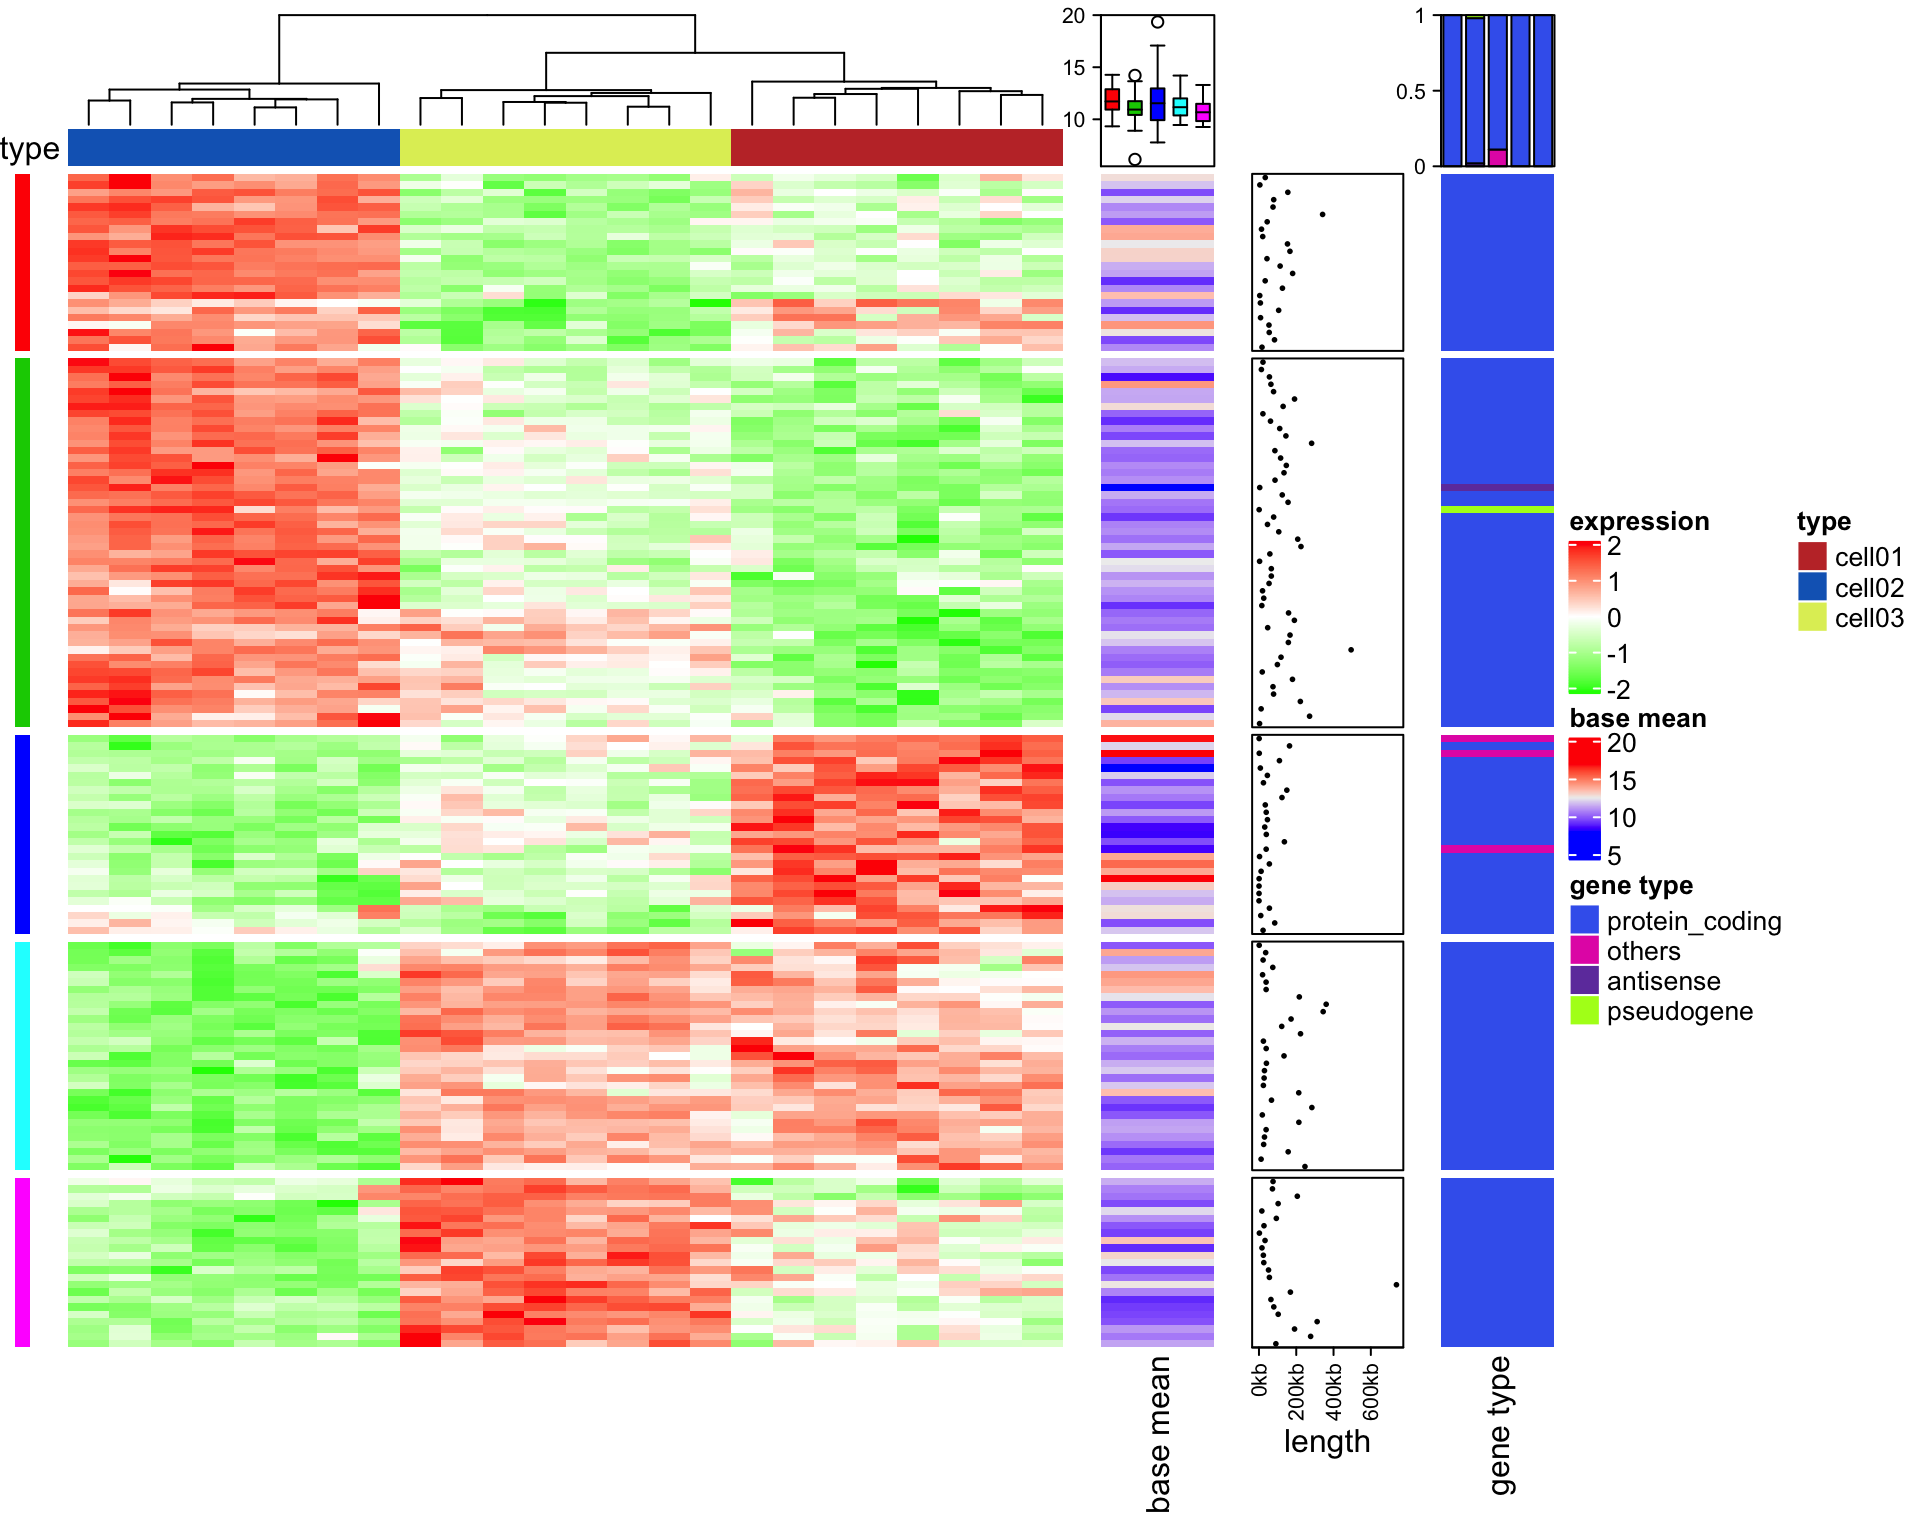 20
15
10
1
0.5
0
type
expression
2
1
0
-1
-2
type
cell01
cell02
cell03
base mean
20
15
10
5
gene type
protein_coding
others
antisense
pseudogene
0kb
200kb
400kb
600kb
length
base mean
gene type